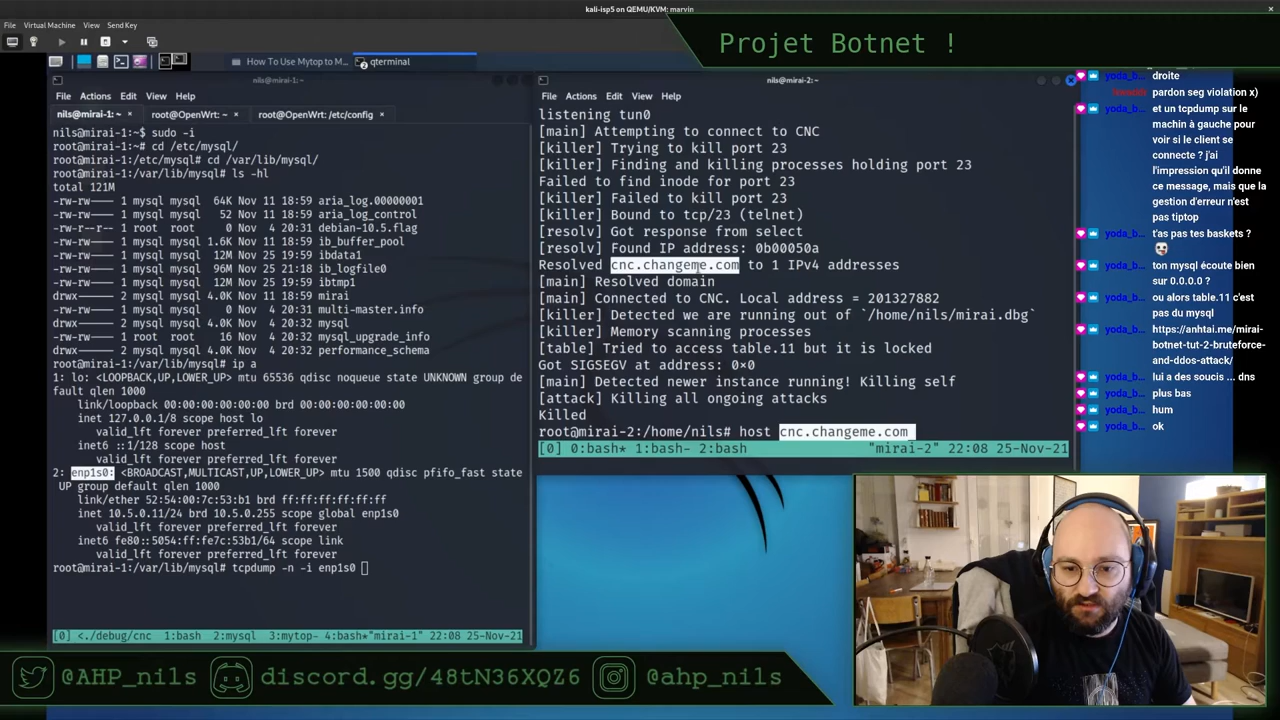 kali-isp5 on QEMU/KVM: marvin
File Virtual Machine View Send Key
Projet Botnet !
How To Use Mytop to M...
qterminal
nils@mirai-1: ~
File Actions Edit View Help
nils@mirai-1: ~ × root@OpenWrt: ~ × root@OpenWrt: /etc/config ×
nils@mirai-1:~$ sudo -i
root@mirai-1:~# cd /etc/mysql/
root@mirai-1:/etc/mysql# cd /var/lib/mysql/
root@mirai-1:/var/lib/mysql# ls -hl
total 121M
-rw-rw---- 1 mysql mysql 64K Nov 11 18:59 aria_log.00000001
-rw-rw---- 1 mysql mysql 52 Nov 11 18:59 aria_log_control
-rw-r--r-- 1 root root 0 Nov 4 20:31 debian-10.5.flag
-rw-rw---- 1 mysql mysql 1.6K Nov 11 18:59 ib_buffer_pool
-rw-rw---- 1 mysql mysql 12M Nov 25 21:17 ibdata1
-rw-rw---- 1 mysql mysql 96M Nov 25 21:18 ib_logfile0
-rw-rw---- 1 mysql mysql 12M Nov 25 21:17 ibtmp1
drwx------ 2 mysql mysql 4.0K Nov 11 18:59 mirai
-rw-rw---- 1 mysql mysql 0 Nov 4 20:31 multi-master.info
drwx------ 2 mysql mysql 4.0K Nov 4 20:32 mysql
-rw-rw---- 1 root root 16 Nov 4 20:32 mysql_upgrade_info
drwx------ 2 mysql mysql 4.0K Nov 4 20:32 performance_schema
root@mirai-1:/var/lib/mysql# ip a
1: lo: <LOOPBACK,UP,LOWER_UP> mtu 65536 qdisc noqueue state UNKNOWN group de
fault qlen 1000
link/loopback 00:00:00:00:00:00 brd 00:00:00:00:00:00
inet 127.0.0.1/8 scope host lo
valid_lft forever preferred_lft forever
inet6 ::1/128 scope host
valid_lft forever preferred_lft forever
2: enp1s0: <BROADCAST,MULTICAST,UP,LOWER_UP> mtu 1500 qdisc pfifo_fast state
UP group default qlen 1000
link/ether 52:54:00:7c:53:b1 brd ff:ff:ff:ff:ff:ff
inet 10.5.0.11/24 brd 10.5.0.255 scope global enp1s0
valid_lft forever preferred_lft forever
inet6 fe80::5054:ff:fe7c:53b1/64 scope link
valid_lft forever preferred_lft forever
root@mirai-1:/var/lib/mysql# tcpdump -n -i enp1s0
[0] <./debug/cnc 1:bash 2:mysql 3:mytop- 4:bash*"mirai-1" 22:08 25-Nov-21
nils@mirai-2: ~
File Actions Edit View Help
listening tun0
[main] Attempting to connect to CNC
[killer] Trying to kill port 23
[killer] Finding and killing processes holding port 23
Failed to find inode for port 23
[killer] Failed to kill port 23
[killer] Bound to tcp/23 (telnet)
[resolv] Got response from select
[resolv] Found IP address: 0b00050a
Resolved cnc.changeme.com to 1 IPv4 addresses
[main] Resolved domain
[main] Connected to CNC. Local address = 201327882
[killer] Detected we are running out of `/home/nils/mirai.dbg`
[killer] Memory scanning processes
[table] Tried to access table.11 but it is locked
Got SIGSEGV at address: 0×0
[main] Detected newer instance running! Killing self
[attack] Killing all ongoing attacks
Killed
root@mirai-2:/home/nils# host cnc.changeme.com
[0] 0:bash* 1:bash- 2:bash "mirai-2" 22:08 25-Nov-21
yoda_b... droite
pardon seg violation x)
yoda_b... et un tcpdump sur le
machin à gauche pour
voir si le client se
connecte ? j'ai
l'impression qu'il donne
ce message, mais que la
gestion d'erreur n'est
pas tiptop
yoda_b... t'as pas tes baskets ?
yoda_b... ton mysql écoute bien
sur 0.0.0.0 ?
yoda_b... ou alors table.11 c'est
pas du mysql
yoda_b... https://anhtai.me/mirai-
botnet-tut-2-bruteforce-
and-ddos-attack/
yoda_b... lui a des soucis ... dns
yoda_b... plus bas
yoda_b... hum
yoda_b... ok
@AHP_nils discord.gg/48tN36XQZ6 @ahp_nils